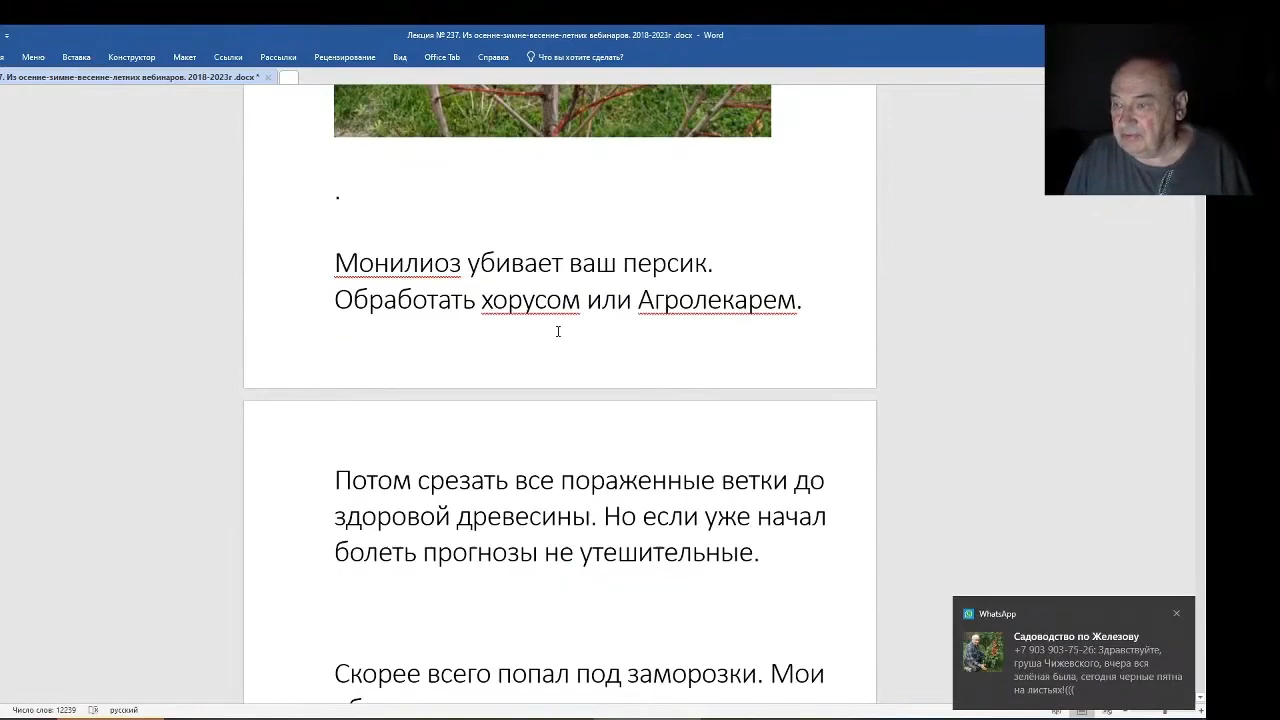 Лекция № 237. Из осенне-зимне-весенне-летних вебинаров. 2018-2023г .docx - Word
Меню Вставка Конструктор Макет Ссылки Рассылки Рецензирование Вид Office Tab Справка Что вы хотите сделать?
7. Из осенне-зимне-весенне-летних вебинаров. 2018-2023г .docx *
.
Монилиоз убивает ваш персик.
Обработать хорусом или Агролекарем.
Потом срезать все пораженные ветки до
здоровой древесины. Но если уже начал
болеть прогнозы не утешительные.
Скорее всего попал под заморозки. Мои
WhatsApp
Садоводство по Железову
+7 903 903-75-26: Здравствуйте,
груша Чижевского, вчера вся
зелёная была, сегодня черные пятна
на листьях!(((
Число слов: 12239 русский